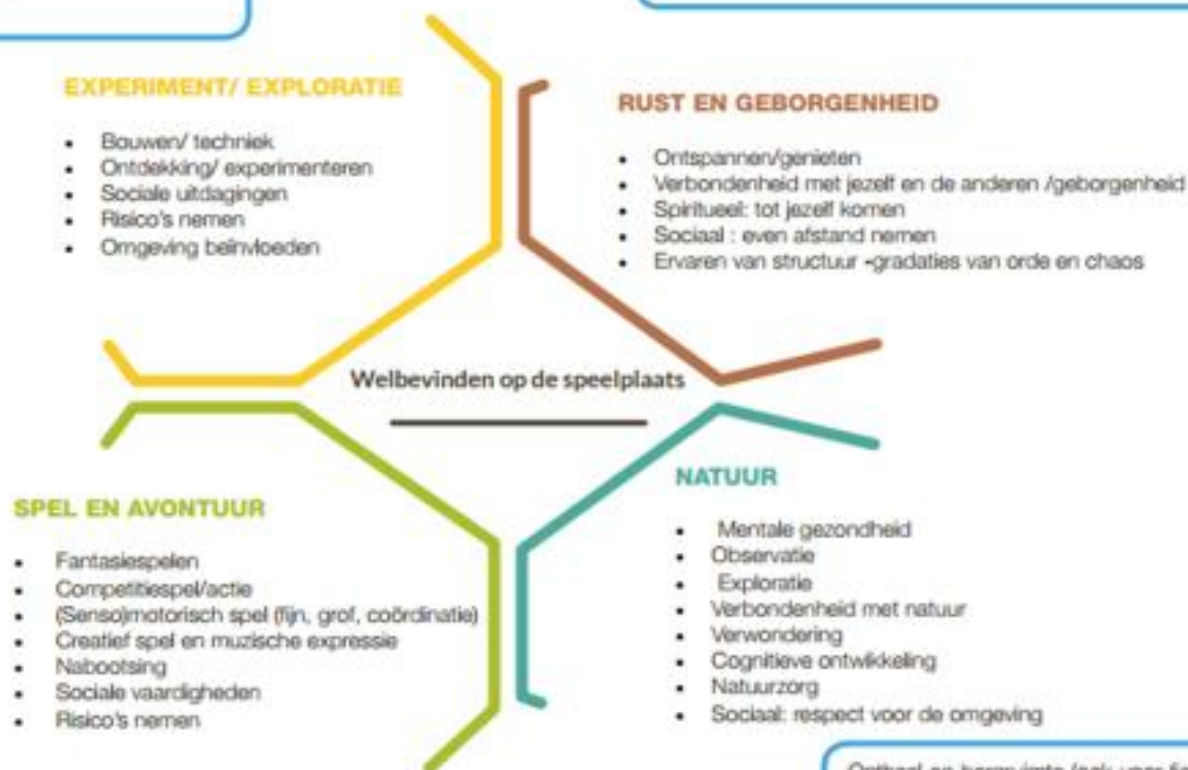 EXPERIMENT/ EXPLORATIE
• Bouwen/ techniek
• Ontdekking/ experimenteren
• Sociale uitdagingen
• Risico's nemen
• Omgeving beïnvloeden
RUST EN GEBORGENHEID
• Ontspannen/genieten
• Verbondenheid met jezelf en de anderen /geborgenheid
• Spiritueel: tot jezelf komen
• Sociaal : even afstand nemen
• Ervaren van structuur -gradaties van orde en chaos
Welbevinden op de speelplaats
SPEL EN AVONTUUR
• Fantasiespelen
• Competitiespel/actie
• (Senso)motorisch spel (fijn, grof, coördinatie)
• Creatief spel en muzische expressie
• Nabootsing
• Sociale vaardigheden
• Risico's nemen
NATUUR
• Mentale gezondheid
• Observatie
• Exploratie
• Verbondenheid met natuur
• Verwondering
• Cognitieve ontwikkeling
• Natuurzorg
• Sociaal: respect voor de omgeving